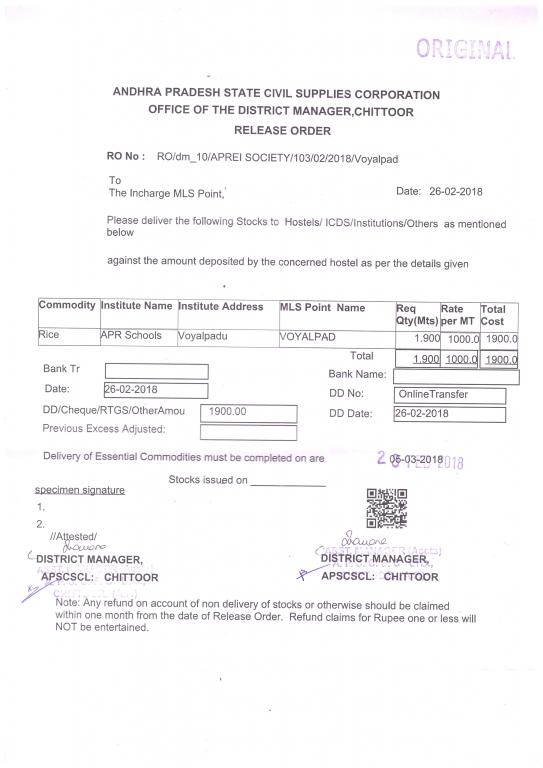 ORIGINAL
ANDHRA PRADESH STATE CIVIL SUPPLIES CORPORATION
OFFICE OF THE DISTRICT MANAGER,CHITTOOR
RELEASE ORDER
RO No : RO/dm_10/APREI SOCIETY/103/02/2018/Voyalpad
To
The Incharge MLS Point, Date: 26-02-2018
Please deliver the following Stocks to Hostels/ ICDS/Institutions/Others as mentioned
below
against the amount deposited by the concerned hostel as per the details given
Commodity Institute Name Institute Address MLS Point Name Req Qty(Mts) Rate per MT Total Cost
Rice APR Schools Voyalpadu VOYALPAD 1.900 1000.0 1900.0
Total 1.900 1000.0 1900.0
Bank Tr Bank Name:
Date: 26-02-2018 DD No: OnlineTransfer
DD/Cheque/RTGS/OtherAmou 1900.00 DD Date: 26-02-2018
Previous Excess Adjusted:
Delivery of Essential Commodities must be completed on are 05-03-2018
2 FEB 2018
Stocks issued on
specimen signature
1.
2.
//Attested/
DISTRICT MANAGER, DISTRICT MANAGER,
APSCSCL: CHITTOOR APSCSCL: CHITTOOR
Note: Any refund on account of non delivery of stocks or otherwise should be claimed
within one month from the date of Release Order. Refund claims for Rupee one or less will
NOT be entertained.